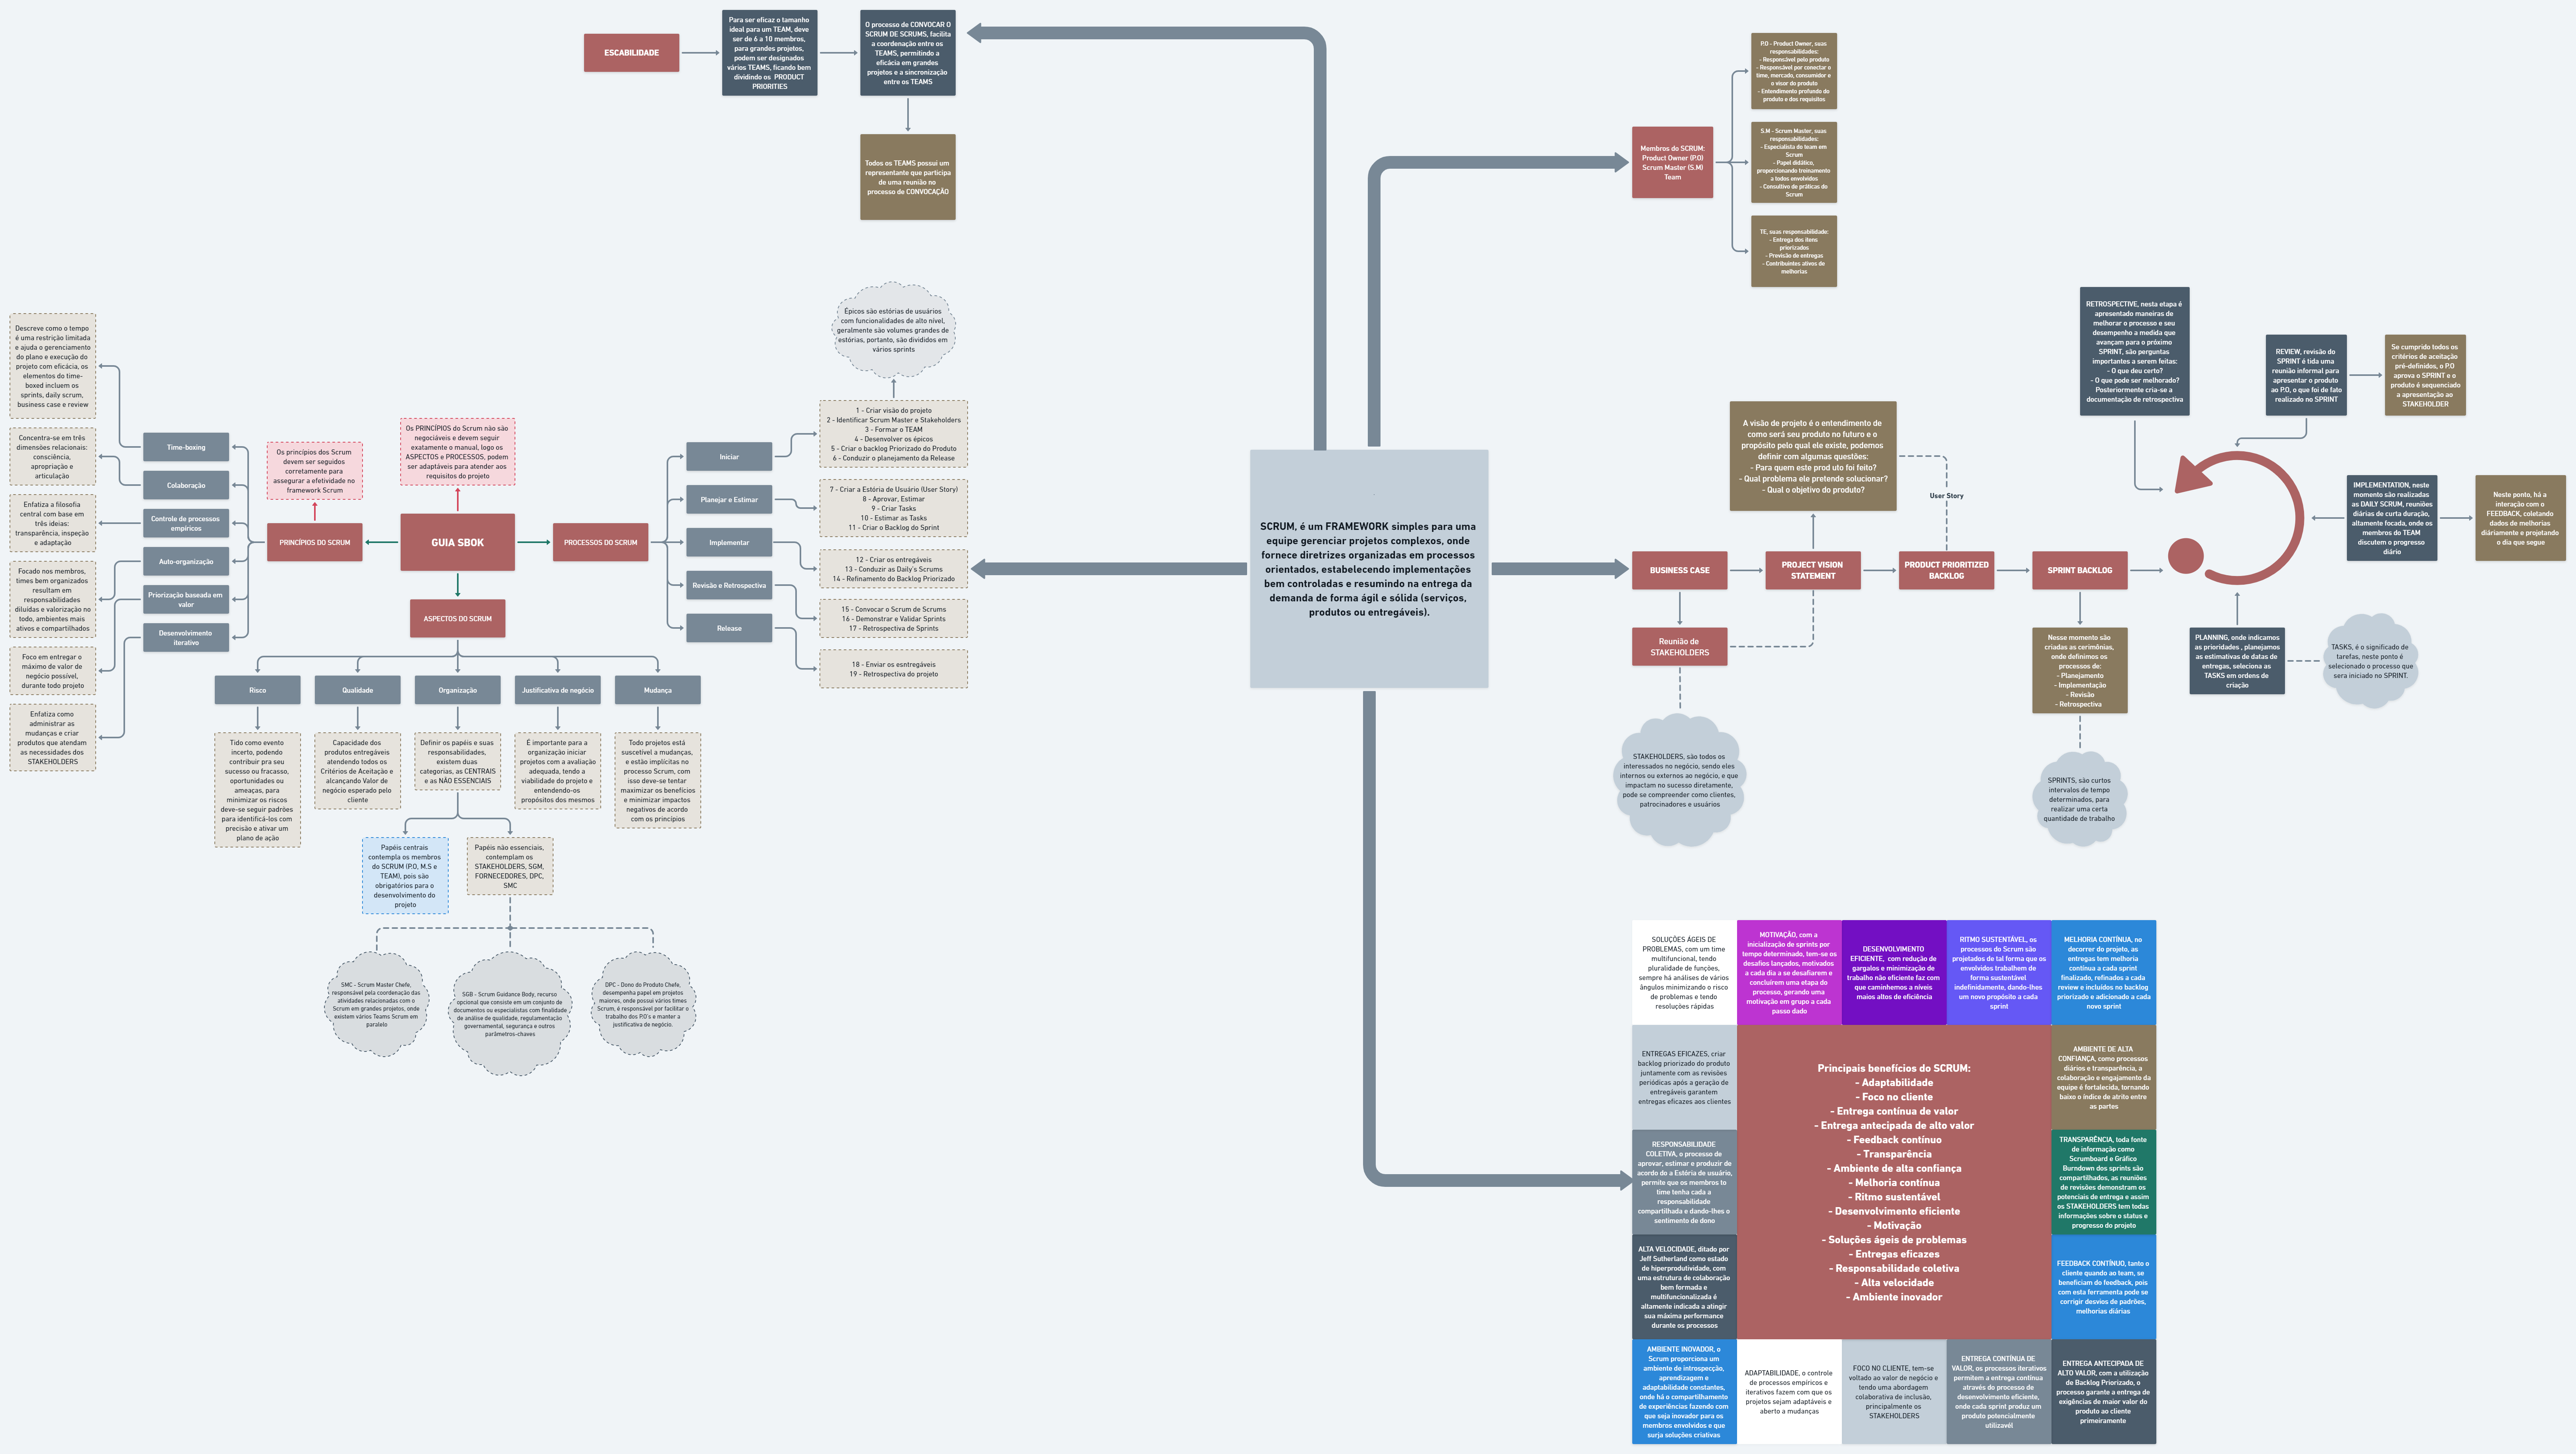 ESCABILIDADE
Para ser eficaz o tamanho
ideal para um TEAM, deve
ser de 6 a 10 membros,
para grandes projetos,
podem ser designados
vários TEAMS, ficando bem
dividindo os PRODUCT
PRIORITIES
O processo de CONVOCAR O
SCRUM DE SCRUMS, facilita
a coordenação entre os
TEAMS, permitindo a
eficácia em grandes
projetos e a sincronização
entre os TEAMS
Todos os TEAMS possui um
representante que participa
de uma reunião no
processo de CONVOCAÇÃO
Membros do SCRUM:
Product Owner (P.O)
Scrum Master (S.M)
Team
P.O - Product Owner, suas
responsabilidades:
- Responsável pelo produto
- Responsável por conectar o
time, mercado, consumidor e
o visor do produto
- Entendimento profundo do
produto e dos requisitos
S.M - Scrum Master, suas
responsabilidades:
- Especialista do team em
Scrum
- Papel didático,
proporcionando treinamento
a todos envolvidos
- Consultivo de práticas do
Scrum
TE, suas responsabilidade:
- Entrega dos itens
priorizados
- Previsão de entregas
- Contribuintes ativos de
melhorias
Épicos são estórias de usuários
com funcionalidades de alto nível,
geralmente são volumes grandes de
estórias, portanto, são divididos em
vários sprints
Descreve como o tempo
é uma restrição limitada
e ajuda o gerenciamento
do plano e execução do
projeto com eficácia, os
elementos do time-
boxed incluem os
sprints, daily scrum,
business case e review
Concentra-se em três
dimensões relacionais:
consciência,
apropriação e
articulação
Enfatiza a filosofia
central com base em
três ideias:
transparência, inspeção
e adaptação
Focado nos membros,
times bem organizados
resultam em
responsabilidades
diluídas e valorização no
todo, ambientes mais
ativos e compartilhados
Foco em entregar o
máximo de valor de
negócio possível,
durante todo projeto
Enfatiza como
administrar as
mudanças e criar
produtos que atendam
as necessidades dos
STAKEHOLDERS
Time-boxing
Colaboração
Controle de processos
empíricos
Auto-organização
Priorização baseada em
valor
Desenvolvimento
iterativo
Os princípios dos Scrum
devem ser seguidos
corretamente para
assegurar a efetividade no
framework Scrum
PRINCÍPIOS DO SCRUM
Os PRINCÍPIOS do Scrum não são
negociáveis e devem seguir
exatamente o manual, logo os
ASPECTOS e PROCESSOS, podem
ser adaptáveis para atender aos
requisitos do projeto
GUIA SBOK
PROCESSOS DO SCRUM
ASPECTOS DO SCRUM
Iniciar
Planejar e Estimar
Implementar
Revisão e Retrospectiva
Release
1 - Criar visão do projeto
2 - Identificar Scrum Master e Stakeholders
3 - Formar o TEAM
4 - Desenvolver os épicos
5 - Criar o backlog Priorizado do Produto
6 - Conduzir o planejamento da Release
7 - Criar a Estória de Usuário (User Story)
8 - Aprovar, Estimar
9 - Criar Tasks
10 - Estimar as Tasks
11 - Criar o Backlog do Sprint
12 - Criar os entregáveis
13 - Conduzir as Daily's Scrums
14 - Refinamento do Backlog Priorizado
15 - Convocar o Scrum de Scrums
16 - Demonstrar e Validar Sprints
17 - Retrospectiva de Sprints
18 - Enviar os esntregáveis
19 - Retrospectiva do projeto
Risco
Qualidade
Organização
Justificativa de negócio
Mudança
Tido como evento
incerto, podendo
contribuir pra seu
sucesso ou fracasso,
oportunidades ou
ameaças, para
minimizar os riscos
deve-se seguir padrões
para identificá-los com
precisão e ativar um
plano de ação
Capacidade dos
produtos entregáveis
atendendo todos os
Critérios de Aceitação e
alcançando Valor de
negócio esperado pelo
cliente
Definir os papéis e suas
responsabilidades,
existem duas
categorias, as CENTRAIS
e as NÃO ESSENCIAIS
É importante para a
organização iniciar
projetos com a avaliação
adequada, tendo a
viabilidade do projeto e
entendendo-os
propósitos dos mesmos
Todo projetos está
suscetível a mudanças,
e estão implícitas no
processo Scrum, com
isso deve-se tentar
maximizar os benefícios
e minimizar impactos
negativos de acordo
com os princípios
Papéis centrais
contempla os membros
do SCRUM (P.O, M.S e
TEAM), pois são
obrigatórios para o
desenvolvimento do
projeto
Papéis não essenciais,
contemplam os
STAKEHOLDERS, SGM,
FORNECEDORES, DPC,
SMC
SMC - Scrum Master Chefe,
responsável pela coordenação das
atividades relacionadas com o
Scrum em grandes projetos, onde
existem vários Teams Scrum em
paralelo
SGB - Scrum Guidance Body, recurso
opcional que consiste em um conjunto de
documentos ou especialistas com finalidade
de análise de qualidade, regulamentação
governamental, segurança e outros
parâmetros-chaves
DPC - Dono do Produto Chefe,
desempenha papel em projetos
maiores, onde possui vários times
Scrum, é responsável por facilitar o
trabalho dos P.O's e manter a
justificativa de negócio.
SCRUM, é um FRAMEWORK simples para uma
equipe gerenciar projetos complexos, onde
fornece diretrizes organizadas em processos
orientados, estabelecendo implementações
bem controladas e resumindo na entrega da
demanda de forma ágil e sólida (serviços,
produtos ou entregáveis).
A visão de projeto é o entendimento de
como será seu produto no futuro e o
propósito pelo qual ele existe, podemos
definir com algumas questões:
- Para quem este prod uto foi feito?
- Qual problema ele pretende solucionar?
- Qual o objetivo do produto?
User Story
BUSINESS CASE
PROJECT VISION
STATEMENT
PRODUCT PRIORITIZED
BACKLOG
SPRINT BACKLOG
Reunião de
STAKEHOLDERS
STAKEHOLDERS, são todos os
interessados no negócio, sendo eles
internos ou externos ao negócio, e que
impactam no sucesso diretamente,
pode se compreender como clientes,
patrocinadores e usuários
Nesse momento são
criadas as cerimônias,
onde definimos os
processos de:
- Planejamento
- Implementação
- Revisão
- Retrospectiva
SPRINTS, são curtos
intervalos de tempo
determinados, para
realizar uma certa
quantidade de trabalho
RETROSPECTIVE, nesta etapa é
apresentado maneiras de
melhorar o processo e seu
desempenho a medida que
avançam para o próximo
SPRINT, são perguntas
importantes a serem feitas:
- O que deu certo?
- O que pode ser melhorado?
Posteriormente cria-se a
documentação de retrospectiva
REVIEW, revisão do
SPRINT é tida uma
reunião informal para
apresentar o produto
ao P.O, o que foi de fato
realizado no SPRINT
Se cumprido todos os
critérios de aceitação
pré-definidos, o P.O
aprova o SPRINT e o
produto é sequenciado
a apresentação ao
STAKEHOLDER
IMPLEMENTATION, neste
momento são realizadas
as DAILY SCRUM, reuniões
diárias de curta duração,
altamente focada, onde os
membros do TEAM
discutem o progresso
diário
Neste ponto, há a
interação com o
FEEDBACK, coletando
dados de melhorias
diáriamente e projetando
o dia que segue
PLANNING, onde indicamos
as prioridades , planejamos
as estimativas de datas de
entregas, seleciona as
TASKS em ordens de
criação
TASKS, é o significado de
tarefas, neste ponto é
selecionado o processo que
sera iniciado no SPRINT.
SOLUÇÕES ÁGEIS DE
PROBLEMAS, com um time
multifuncional, tendo
pluralidade de funções,
sempre há análises de vários
ângulos minimizando o risco
de problemas e tendo
resoluções rápidas
MOTIVAÇÃO, com a
inicialização de sprints por
tempo determinado, tem-se os
desafios lançados, motivados
a cada dia a se desafiarem e
concluírem uma etapa do
processo, gerando uma
motivação em grupo a cada
passo dado
DESENVOLVIMENTO
EFICIENTE, com redução de
gargalos e minimização de
trabalho não eficiente faz com
que caminhemos a níveis
maios altos de eficiência
RITMO SUSTENTÁVEL, os
processos do Scrum são
projetados de tal forma que os
envolvidos trabalhem de
forma sustentável
indefinidamente, dando-lhes
um novo propósito a cada
sprint
MELHORIA CONTÍNUA, no
decorrer do projeto, as
entregas tem melhoria
contínua a cada sprint
finalizado, refinados a cada
review e incluídos no backlog
priorizado e adicionado a cada
novo sprint
ENTREGAS EFICAZES, criar
backlog priorizado do produto
juntamente com as revisões
periódicas após a geração de
entregáveis garantem
entregas eficazes aos clientes
RESPONSABILIDADE
COLETIVA, o processo de
aprovar, estimar e produzir de
acordo do a Estória de usuário,
permite que os membros to
time tenha cada a
responsabilidade
compartilhada e dando-lhes o
sentimento de dono
ALTA VELOCIDADE, ditado por
Jeff Sutherland como estado
de hiperprodutividade, com
uma estrutura de colaboração
bem formada e
multifuncionalizada é
altamente indicada a atingir
sua máxima performance
durante os processos
Principais benefícios do SCRUM:
- Adaptabilidade
- Foco no cliente
- Entrega contínua de valor
- Entrega antecipada de alto valor
- Feedback contínuo
- Transparência
- Ambiente de alta confiança
- Melhoria contínua
- Ritmo sustentável
- Desenvolvimento eficiente
- Motivação
- Soluções ágeis de problemas
- Entregas eficazes
- Responsabilidade coletiva
- Alta velocidade
- Ambiente inovador
AMBIENTE DE ALTA
CONFIANÇA, como processos
diários e transparência, a
colaboração e engajamento da
equipe é fortalecida, tornando
baixo o índice de atrito entre
as partes
TRANSPARÊNCIA, toda fonte
de informação como
Scrumboard e Gráfico
Burndown dos sprints são
compartilhados, as reuniões
de revisões demonstram os
potenciais de entrega e assim
os STAKEHOLDERS tem todas
informações sobre o status e
progresso do projeto
FEEDBACK CONTÍNUO, tanto o
cliente quando ao team, se
beneficiam do feedback, pois
com esta ferramenta pode se
corrigir desvios de padrões,
melhorias diárias
AMBIENTE INOVADOR, o
Scrum proporciona um
ambiente de introspecção,
aprendizagem e
adaptabilidade constantes,
onde há o compartilhamento
de experiências fazendo com
que seja inovador para os
membros envolvidos e que
surja soluções criativas
ADAPTABILIDADE, o controle
de processos empíricos e
iterativos fazem com que os
projetos sejam adaptáveis e
aberto a mudanças
FOCO NO CLIENTE, tem-se
voltado ao valor de negócio e
tendo uma abordagem
colaborativa de inclusão,
principalmente os
STAKEHOLDERS
ENTREGA CONTÍNUA DE
VALOR, os processos iterativos
permitem a entrega contínua
através do processo de
desenvolvimento eficiente,
onde cada sprint produz um
produto potencialmente
utilizavél
ENTREGA ANTECIPADA DE
ALTO VALOR, com a utilização
de Backlog Priorizado, o
processo garante a entrega de
exigências de maior valor do
produto ao cliente
primeiramente